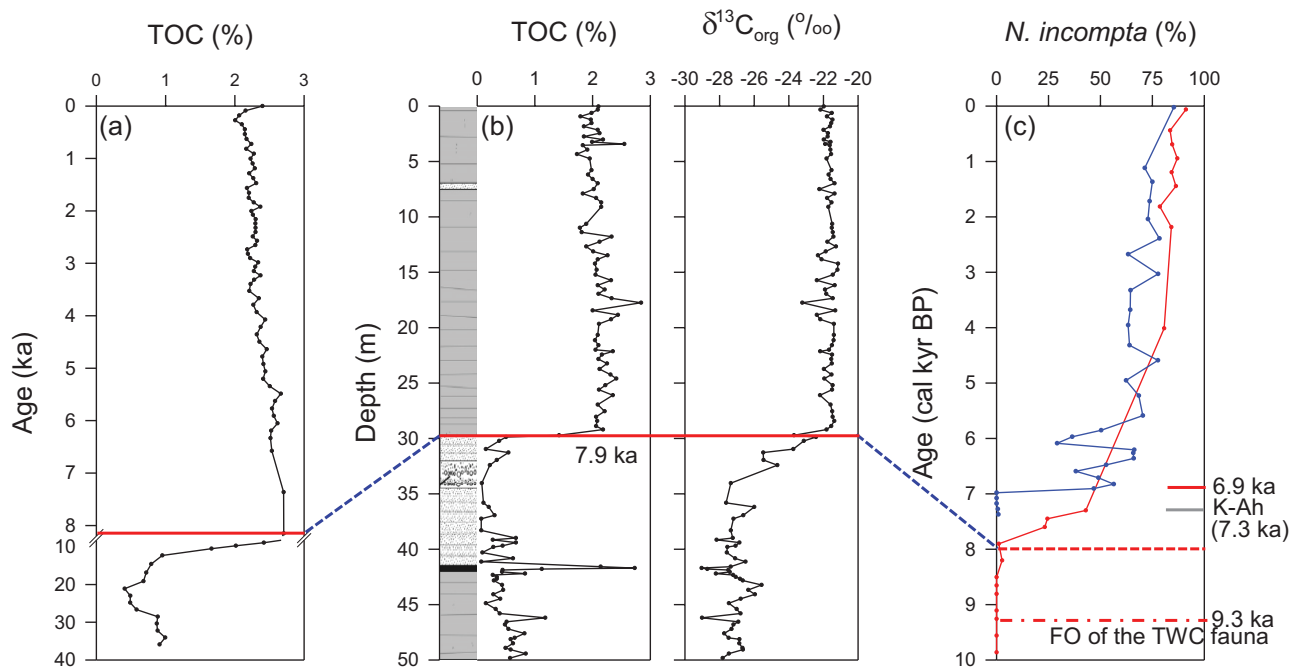 TOC (%)
TOC (%)
δ¹³C_org (⁰/₀₀)
N. incompta (%)
0 1 2 3
0 1 2 3
-30 -28 -26 -24 -22 -20
0 25 50 75 100
(a)
(b)
(c)
Age (ka)
0
1
2
3
4
5
6
7
8
10
20
30
40
Depth (m)
0
5
10
15
20
25
30
35
40
45
50
7.9 ka
Age (cal kyr BP)
0
1
2
3
4
5
6
7
8
9
10
6.9 ka
K-Ah
(7.3 ka)
9.3 ka
FO of the TWC fauna